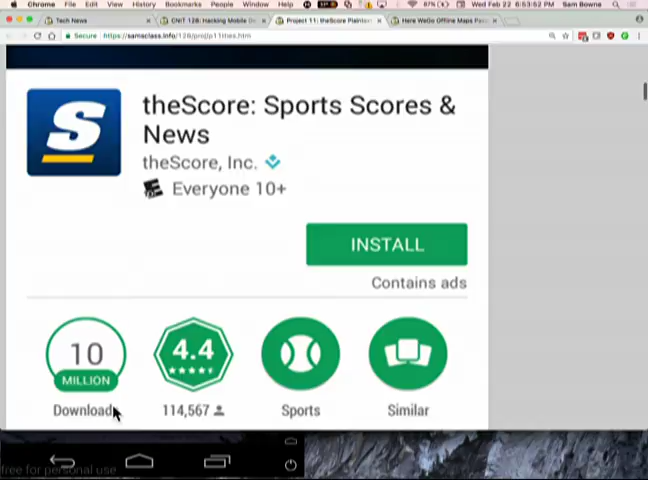 Chrome File Edit View History Bookmarks People Window Help 87% Wed Feb 22 6:53:52 PM Sam Bowne
Tech News CNIT 128: Hacking Mobile De Project 11: theScore Plaintext Here WeGo Offline Maps
Secure https://samsclass.info/128/proj/p11thes.htm
S
theScore: Sports Scores &
News
theScore, Inc.
Everyone 10+
INSTALL
Contains ads
10
MILLION
4.4
Downloads
114,567
Sports
Similar
free for personal use